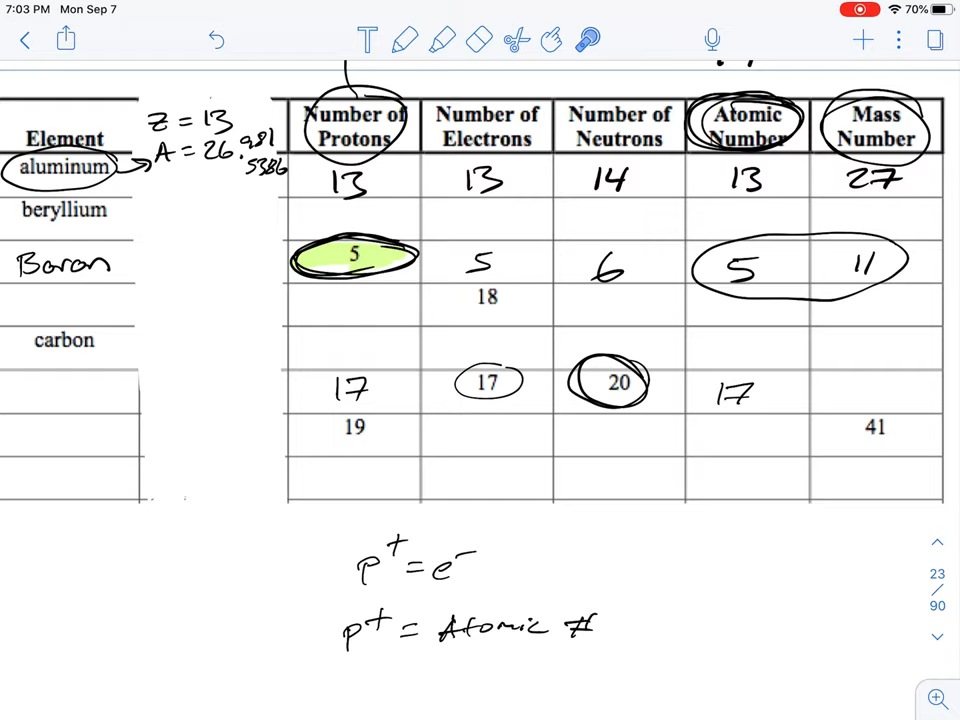 7:03 PM Mon Sep 7
70%
T
Element
Number of Protons
Number of Electrons
Number of Neutrons
Atomic Number
Mass Number
Z = 13
A = 26.981
5386
aluminum
13 13 14 13 27
beryllium
Boron 5 5 6 5 11
18
carbon
17 17 20 17
19 41
p+ = e-
p+ = Atomic #
23
/
90